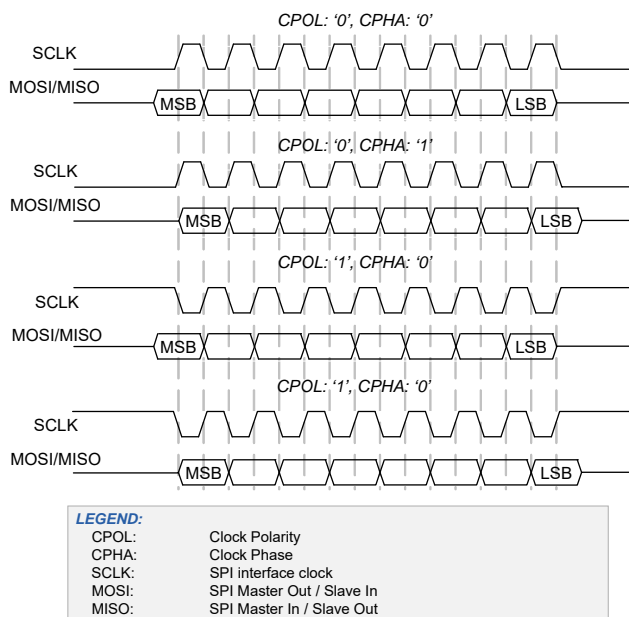 CPOL: ‘0’, CPHA: ‘0’
SCLK
MOSI/MISO
MSB LSB
CPOL: ‘0’, CPHA: ‘1’
SCLK
MOSI/MISO
MSB LSB
CPOL: ‘1’, CPHA: ‘0’
SCLK
MOSI/MISO
MSB LSB
CPOL: ‘1’, CPHA: ‘0’
SCLK
MOSI/MISO
MSB LSB
LEGEND:
CPOL: Clock Polarity
CPHA: Clock Phase
SCLK: SPI interface clock
MOSI: SPI Master Out / Slave In
MISO: SPI Master In / Slave Out